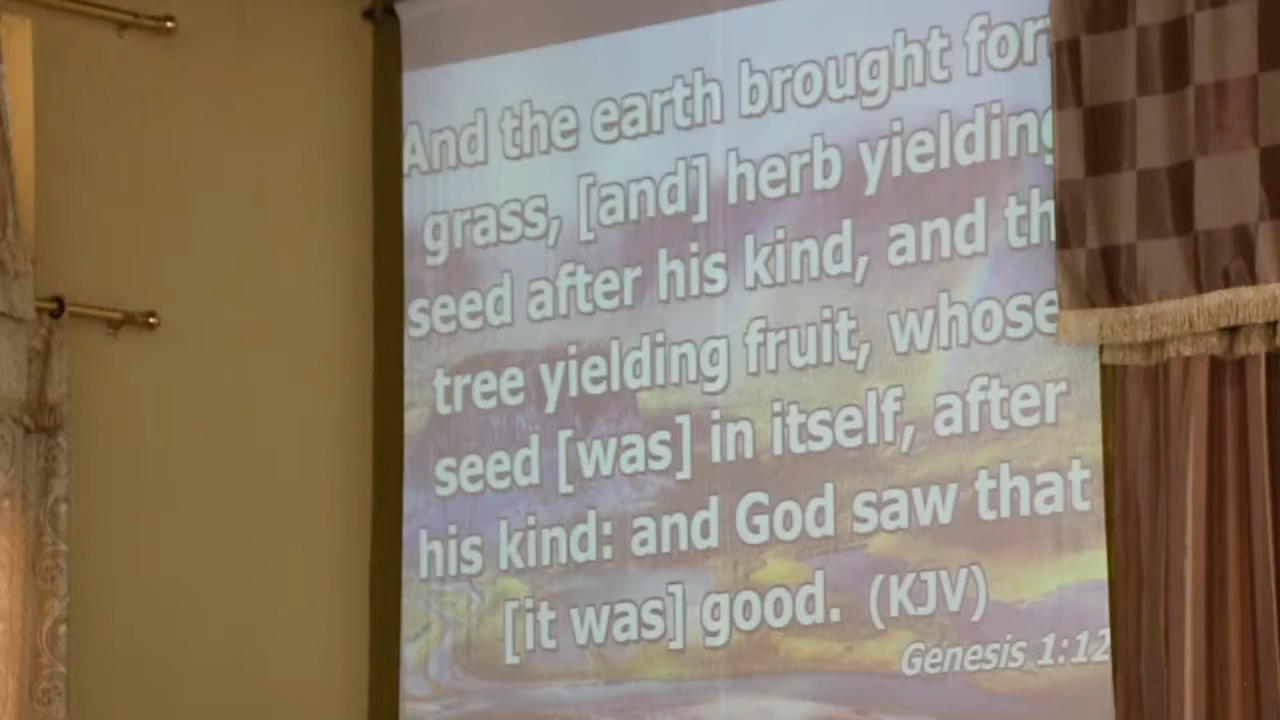 And the earth brought for
grass, [and] herb yielding
seed after his kind, and th
tree yielding fruit, whose
seed [was] in itself, after
his kind: and God saw that
[it was] good. (KJV)
Genesis 1:12